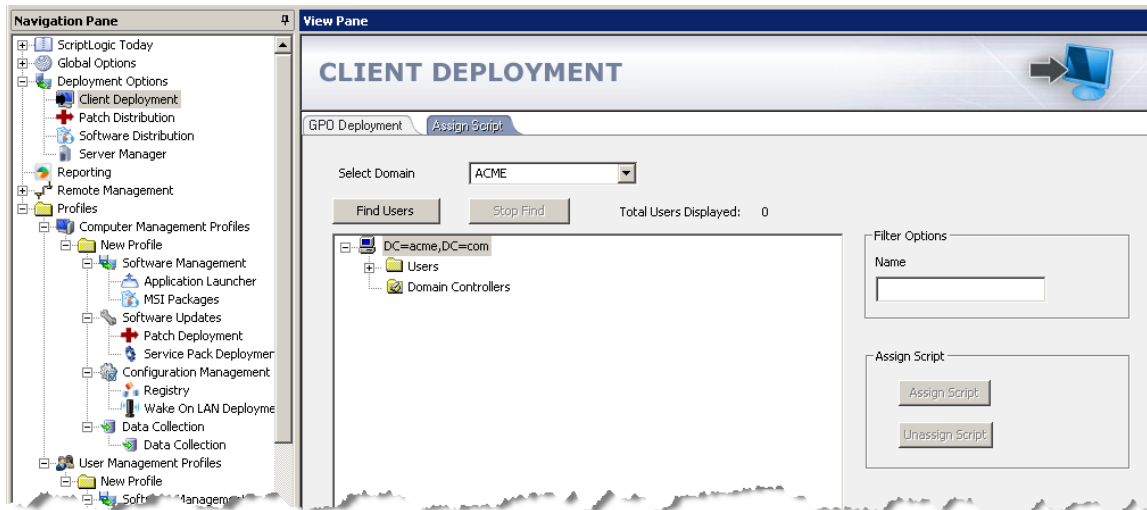 Navigation Pane
ScriptLogic Today
Global Options
Deployment Options
Client Deployment
Patch Distribution
Software Distribution
Server Manager
Reporting
Remote Management
Profiles
Computer Management Profiles
New Profile
Software Management
Application Launcher
MSI Packages
Software Updates
Patch Deployment
Service Pack Deploymer
Configuration Management
Registry
Wake On LAN Deployme
Data Collection
Data Collection
User Management Profiles
New Profile
View Pane
CLIENT DEPLOYMENT
GPO Deployment Assign Script
Select Domain ACME
Find Users Stop Find Total Users Displayed: 0
DC=acme,DC=com
Users
Domain Controllers
Filter Options
Name
Assign Script
Assign Script
Unassign Script